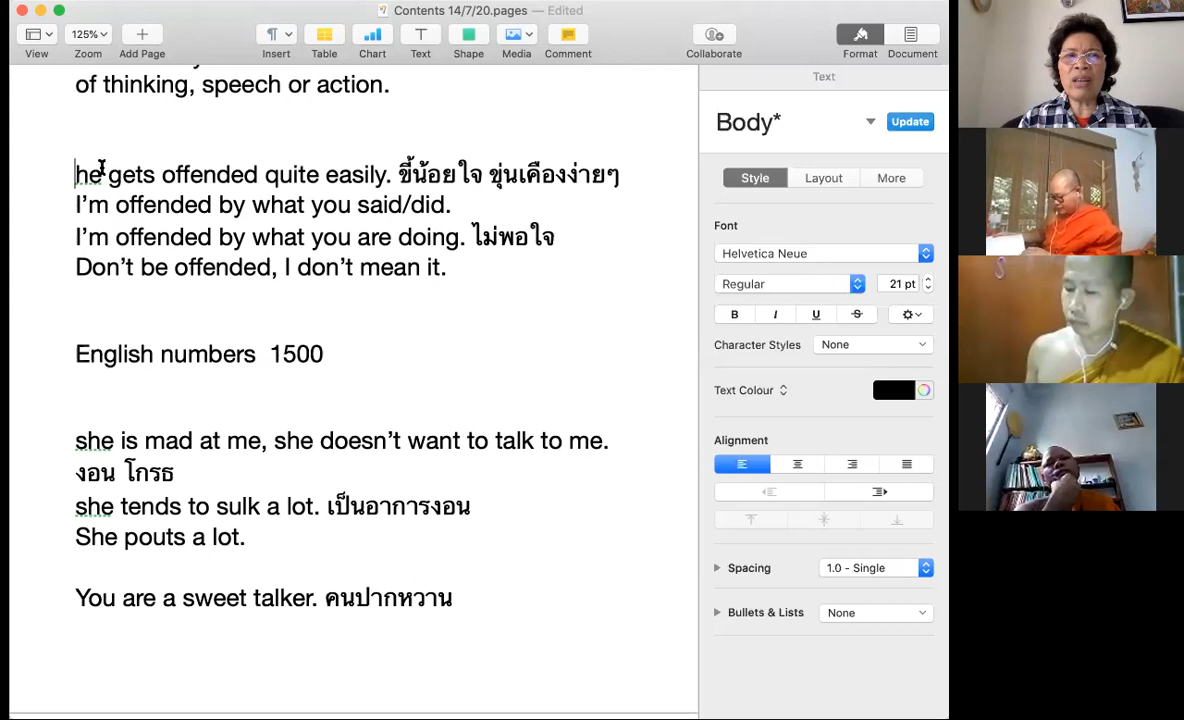 Contents 14/7/20.pages — Edited
125%
View
Zoom
Add Page
Insert
Table
Chart
Text
Shape
Media
Comment
Collaborate
Format
Document
of thinking, speech or action.
he gets offended quite easily. ขี้น้อยใจ ขุ่นเคืองง่ายๆ
I'm offended by what you said/did.
I'm offended by what you are doing. ไม่พอใจ
Don't be offended, I don't mean it.
English numbers 1500
she is mad at me, she doesn't want to talk to me.
งอน โกรธ
she tends to sulk a lot. เป็นอาการงอน
She pouts a lot.
You are a sweet talker. คนปากหวาน
Text
Body*
Update
Style
Layout
More
Font
Helvetica Neue
Regular
21 pt
B I U S
Character Styles
None
Text Colour
Alignment
Spacing
1.0 - Single
Bullets & Lists
None